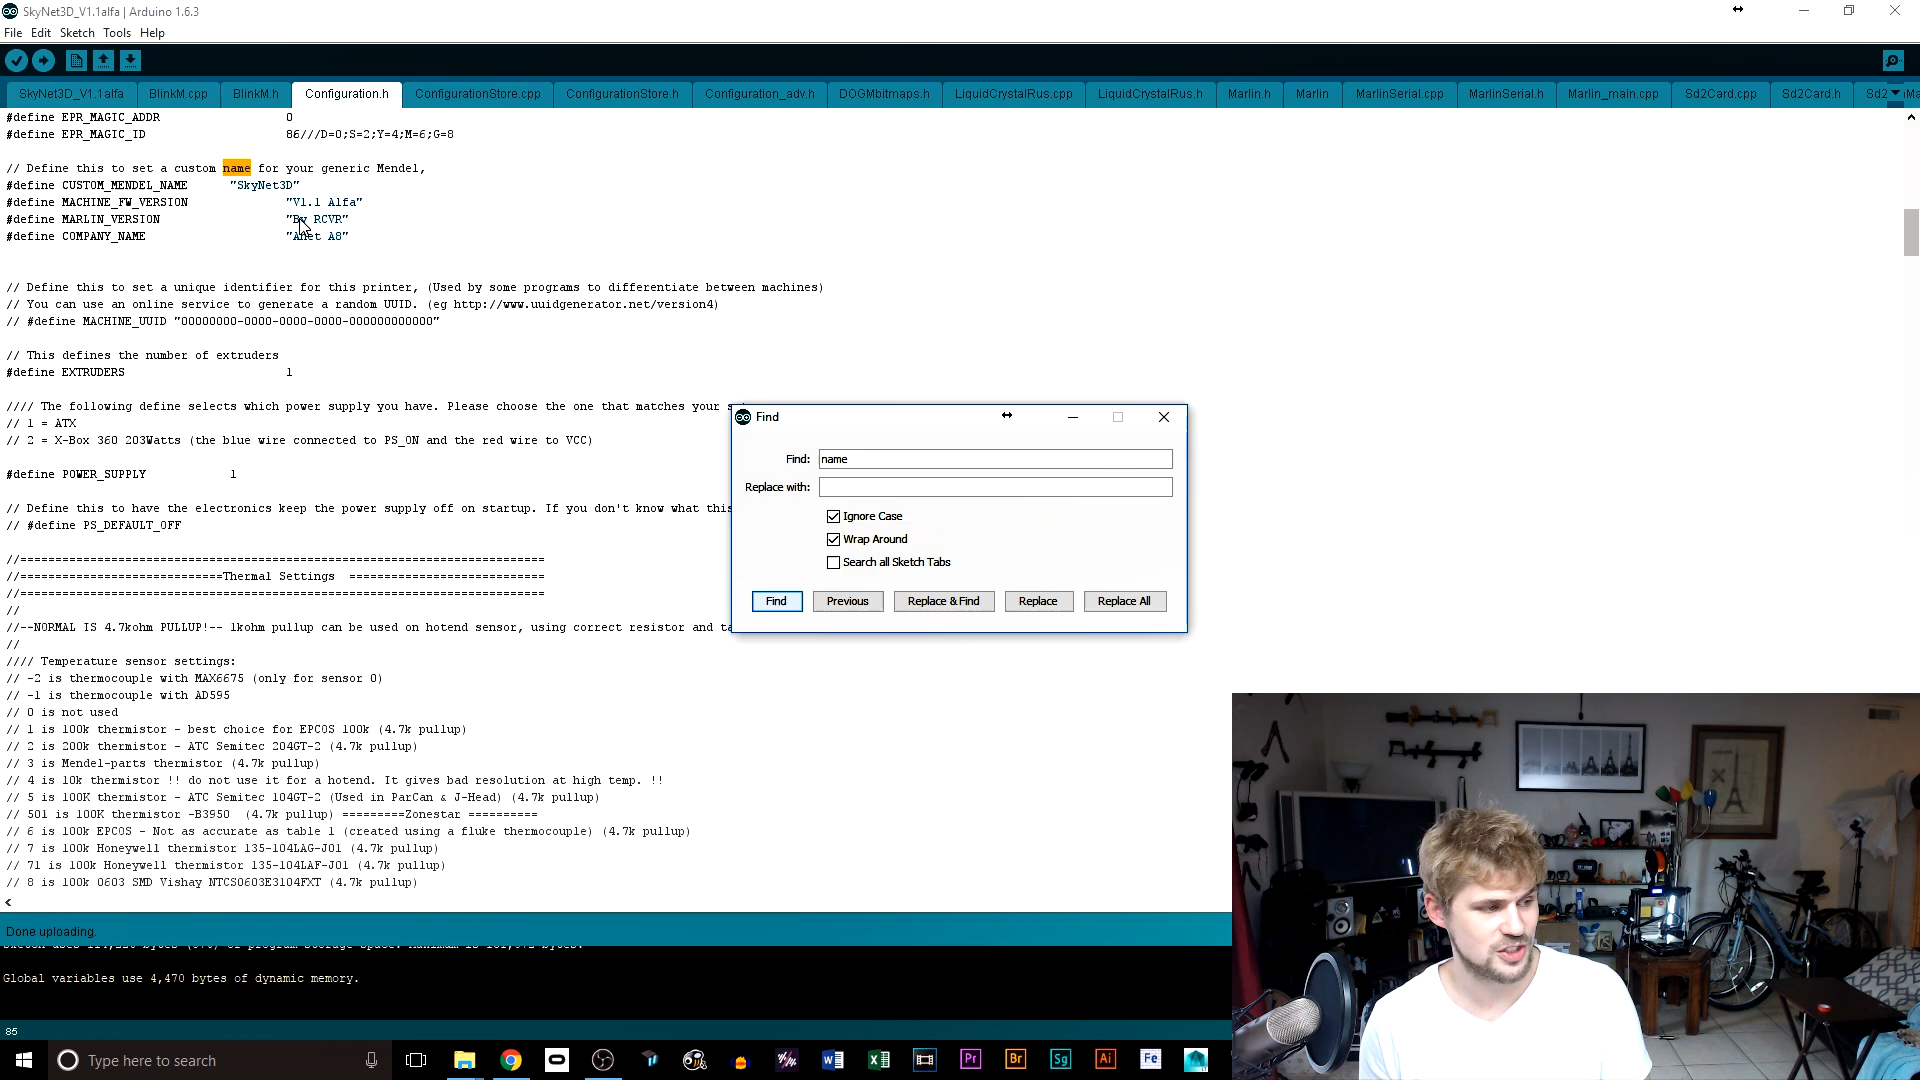 SkyNet3D_V1.1alfa | Arduino 1.6.3
File Edit Sketch Tools Help
SkyNet3D_V1.1alfa BlinkM.cpp BlinkM.h Configuration.h ConfigurationStore.cpp ConfigurationStore.h Configuration_adv.h DOGMbitmaps.h LiquidCrystalRus.cpp LiquidCrystalRus.h Marlin.h Marlin MarlinSerial.cpp MarlinSerial.h Marlin_main.cpp Sd2Card.cpp Sd2Card.h Sd2
#define EPR_MAGIC_ADDR 0
#define EPR_MAGIC_ID 86///D=0;S=2;Y=4;M=6;G=8
// Define this to set a custom name for your generic Mendel,
#define CUSTOM_MENDEL_NAME "SkyNet3D"
#define MACHINE_FW_VERSION "V1.1 Alfa"
#define MARLIN_VERSION "By RCVR"
#define COMPANY_NAME "Anet A8"
// Define this to set a unique identifier for this printer, (Used by some programs to differentiate between machines)
// You can use an online service to generate a random UUID. (eg http://www.uuidgenerator.net/version4)
// #define MACHINE_UUID "00000000-0000-0000-0000-000000000000"
// This defines the number of extruders
#define EXTRUDERS 1
//// The following define selects which power supply you have. Please choose the one that matches your
// 1 = ATX
// 2 = X-Box 360 203Watts (the blue wire connected to PS_ON and the red wire to VCC)
#define POWER_SUPPLY 1
// Define this to have the electronics keep the power supply off on startup. If you don't know what this
// #define PS_DEFAULT_OFF
//===========================================================================
//=============================Thermal Settings ============================
//===========================================================================
//
//--NORMAL IS 4.7kohm PULLUP!-- 1kohm pullup can be used on hotend sensor, using correct resistor and
//
//// Temperature sensor settings:
// -2 is thermocouple with MAX6675 (only for sensor 0)
// -1 is thermocouple with AD595
// 0 is not used
// 1 is 100k thermistor - best choice for EPCOS 100k (4.7k pullup)
// 2 is 200k thermistor - ATC Semitec 204GT-2 (4.7k pullup)
// 3 is Mendel-parts thermistor (4.7k pullup)
// 4 is 10k thermistor !! do not use it for a hotend. It gives bad resolution at high temp. !!
// 5 is 100K thermistor - ATC Semitec 104GT-2 (Used in ParCan & J-Head) (4.7k pullup)
// 501 is 100K thermistor -B3950 (4.7k pullup) =========Zonestar ==========
// 6 is 100k EPCOS - Not as accurate as table 1 (created using a fluke thermocouple) (4.7k pullup)
// 7 is 100k Honeywell thermistor 135-104LAG-J01 (4.7k pullup)
// 71 is 100k Honeywell thermistor 135-104LAF-J01 (4.7k pullup)
// 8 is 100k 0603 SMD Vishay NTCS0603E3104FXT (4.7k pullup)
Find
Find: name
Replace with:
Ignore Case
Wrap Around
Search all Sketch Tabs
Find Previous Replace & Find Replace Replace All
Done uploading.
Global variables use 4,470 bytes of dynamic memory.
85
Type here to search
Pr Br Sg Ai Fe